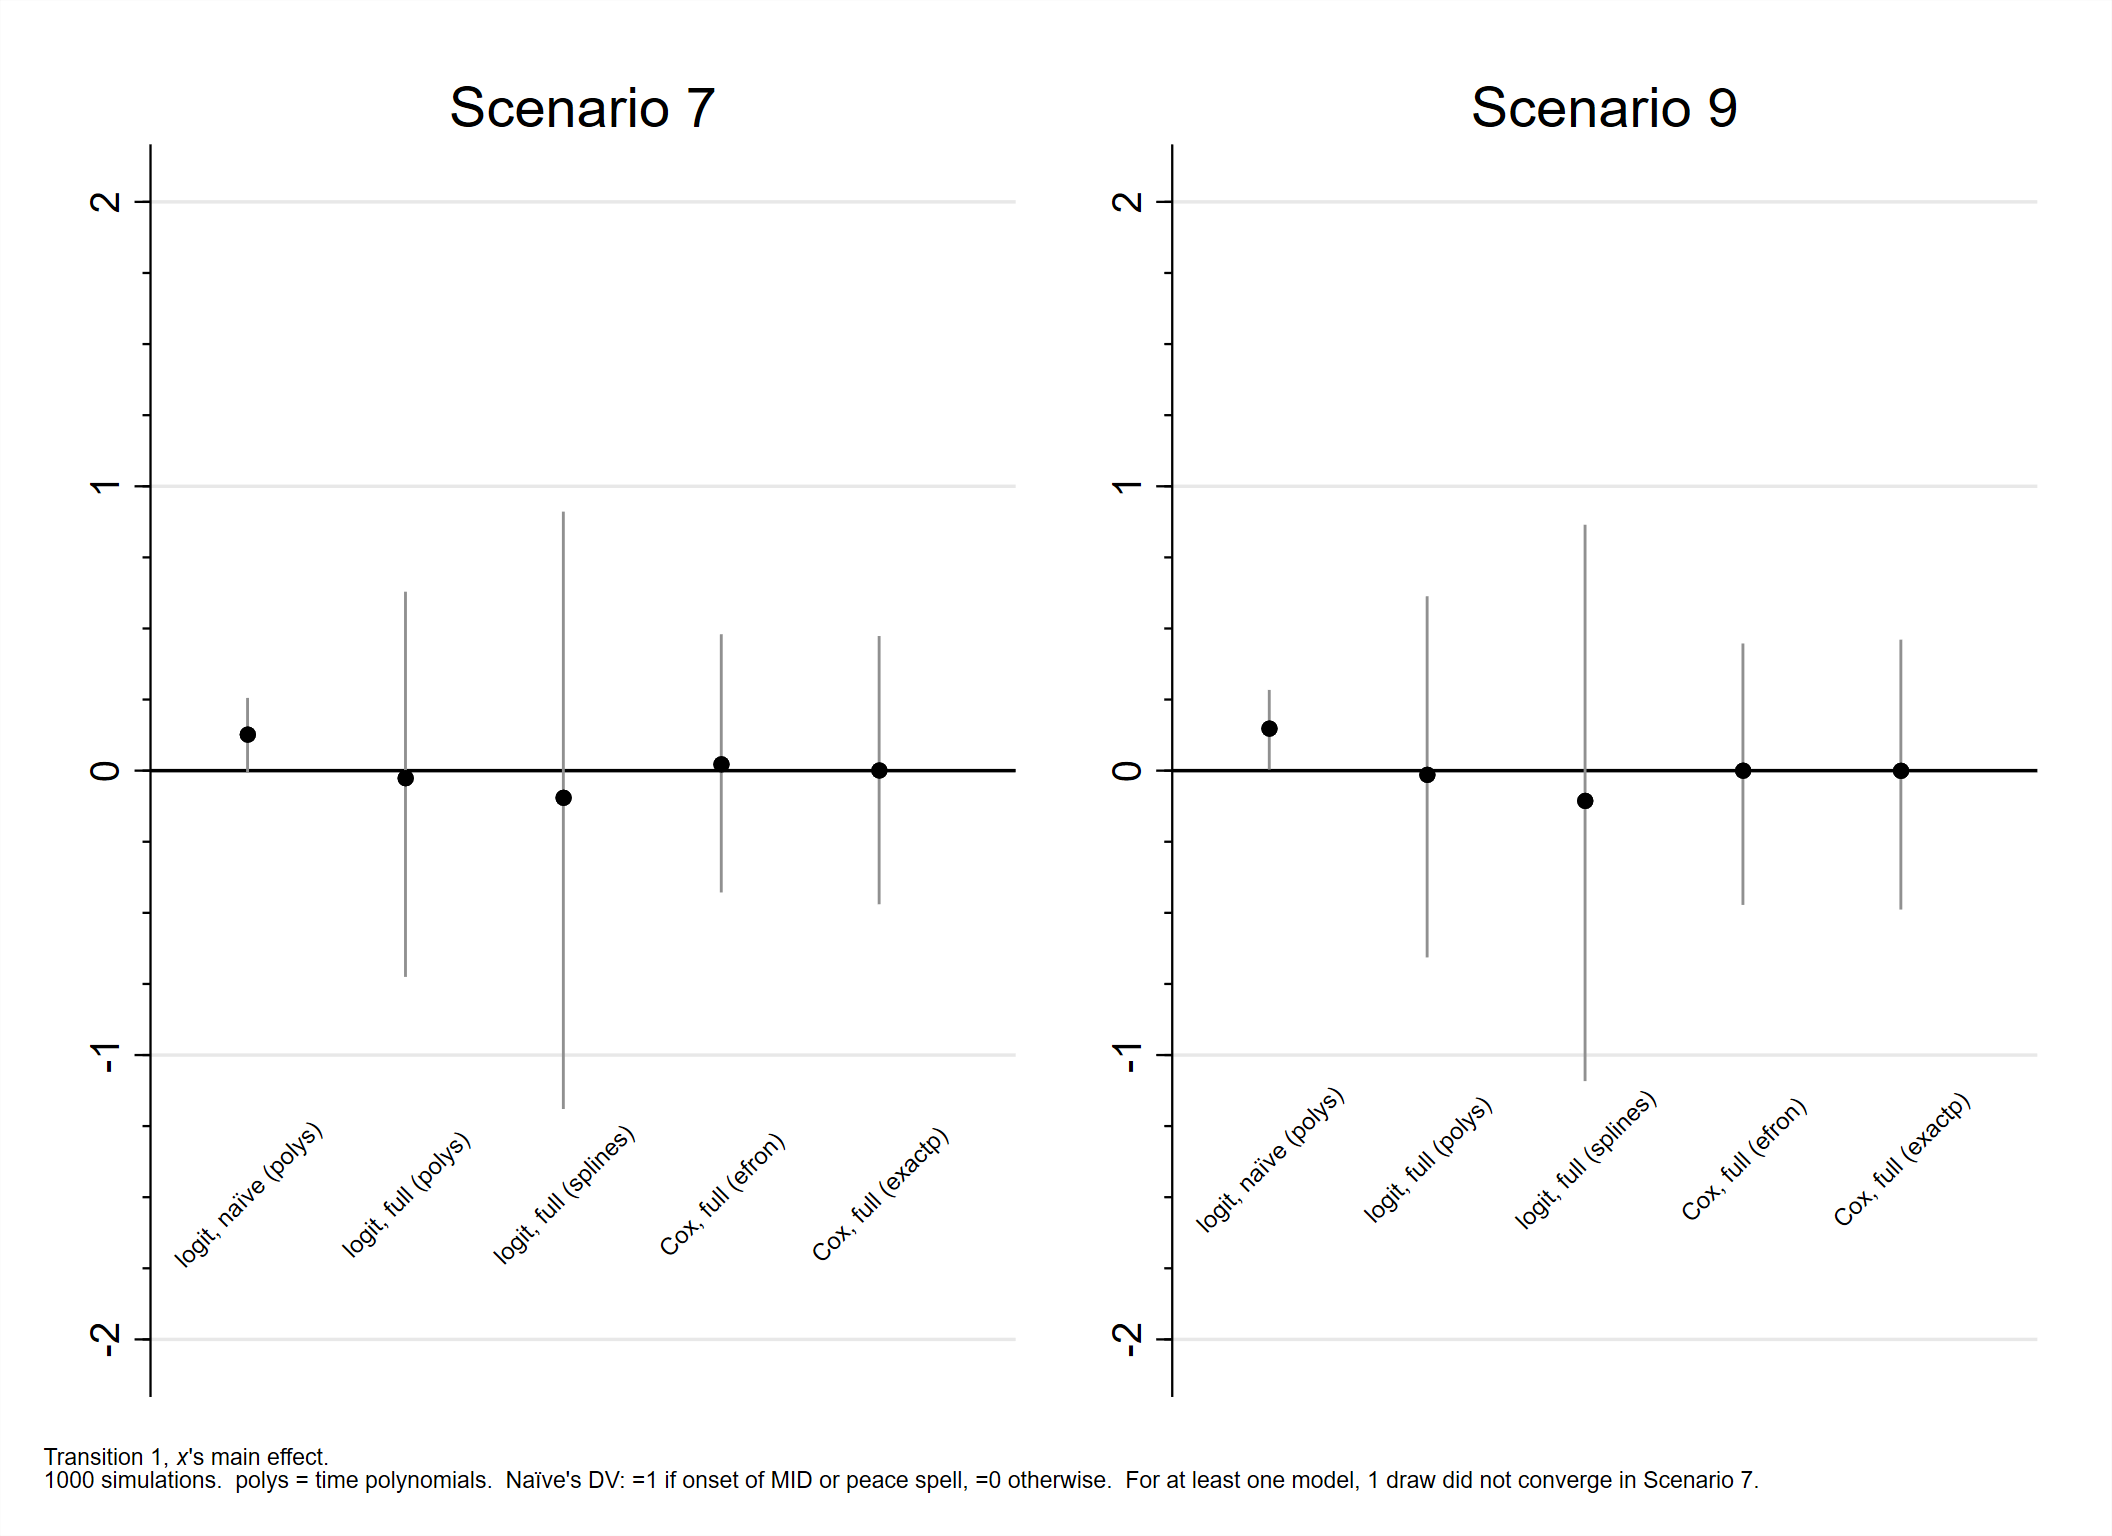 Scenario 7
2
1
0
-1
-2
logit, naïve (polys)
logit, full (polys)
logit, full (splines)
Cox, full (efron)
Cox, full (exactp)
Scenario 9
2
1
0
-1
-2
logit, naïve (polys)
logit, full (polys)
logit, full (splines)
Cox, full (efron)
Cox, full (exactp)
Transition 1, x's main effect.
1000 simulations.  polys = time polynomials.  Naïve's DV: =1 if onset of MID or peace spell, =0 otherwise.  For at least one model, 1 draw did not converge in Scenario 7.